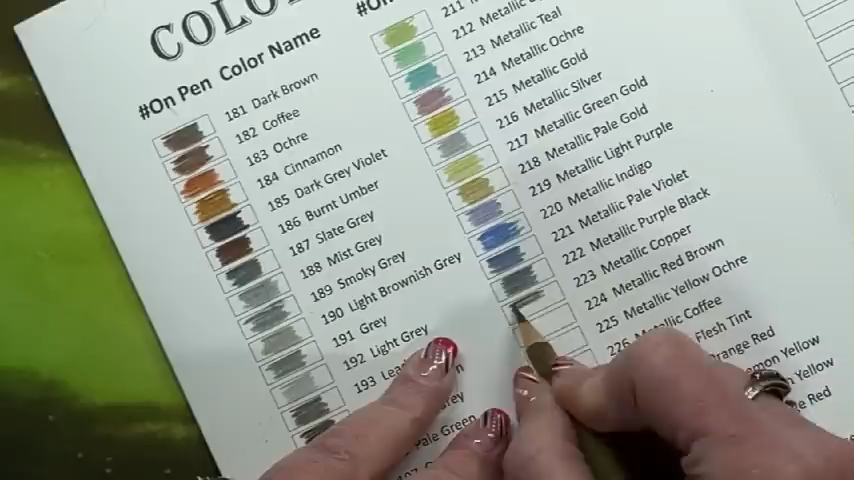 #On Pen Color Name
181 Dark Brown
182 Coffee
183 Ochre
184 Cinnamon
185 Dark Grey Violet
186 Burnt Umber
187 Slate Grey
188 Mist Grey
189 Smoky Grey
190 Light Brownish Grey
191 Grey
192 Light Grey
193
Pale Green
#On
211
212 Metallic
213 Metallic Teal
214 Metallic Ochre
215 Metallic Gold
216 Metallic Silver
217 Metallic Green Gold
218 Metallic Pale Gold
219 Metallic Light Purple
220 Metallic Indigo
221 Metallic Pale Violet
222 Metallic Purple Black
223 Metallic Copper
224 Metallic Red Brown
225 Metallic Yellow Ochre
226 Metallic Coffee
Flesh Tint
Red
Yellow
Yellow
Red